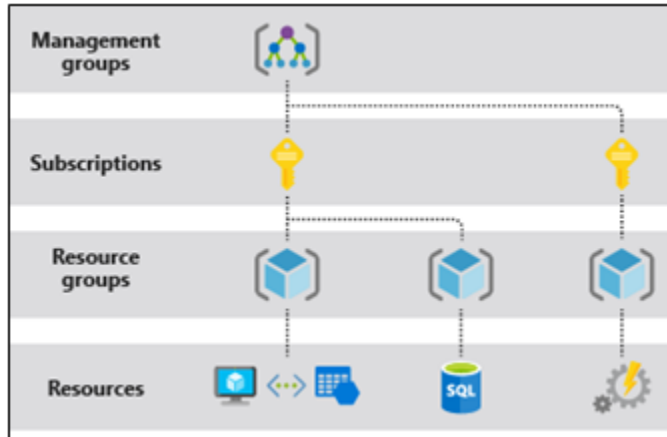 Management
groups
Subscriptions
Resource
groups
Resources
SQL